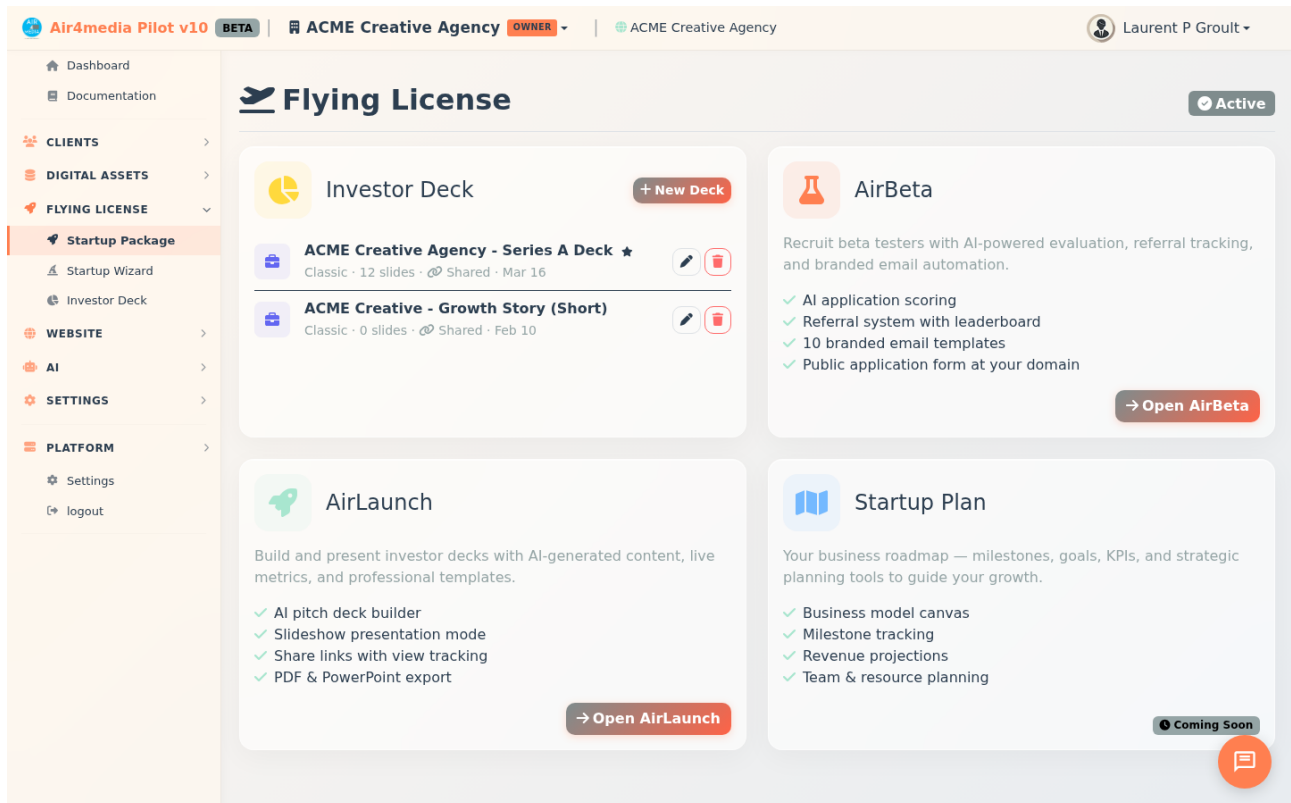 Air4media Pilot v10 BETA | ACME Creative Agency OWNER | ACME Creative Agency Laurent P Groult
Dashboard
Documentation
CLIENTS
DIGITAL ASSETS
FLYING LICENSE
Startup Package
Startup Wizard
Investor Deck
WEBSITE
AI
SETTINGS
PLATFORM
Settings
logout
Flying License
Active
Investor Deck
+ New Deck
ACME Creative Agency - Series A Deck ★
Classic · 12 slides · Shared · Mar 16
ACME Creative - Growth Story (Short)
Classic · 0 slides · Shared · Feb 10
AirBeta
Recruit beta testers with AI-powered evaluation, referral tracking,
and branded email automation.
AI application scoring
Referral system with leaderboard
10 branded email templates
Public application form at your domain
Open AirBeta
AirLaunch
Build and present investor decks with AI-generated content, live
metrics, and professional templates.
AI pitch deck builder
Slideshow presentation mode
Share links with view tracking
PDF & PowerPoint export
Open AirLaunch
Startup Plan
Your business roadmap — milestones, goals, KPIs, and strategic
planning tools to guide your growth.
Business model canvas
Milestone tracking
Revenue projections
Team & resource planning
Coming Soon